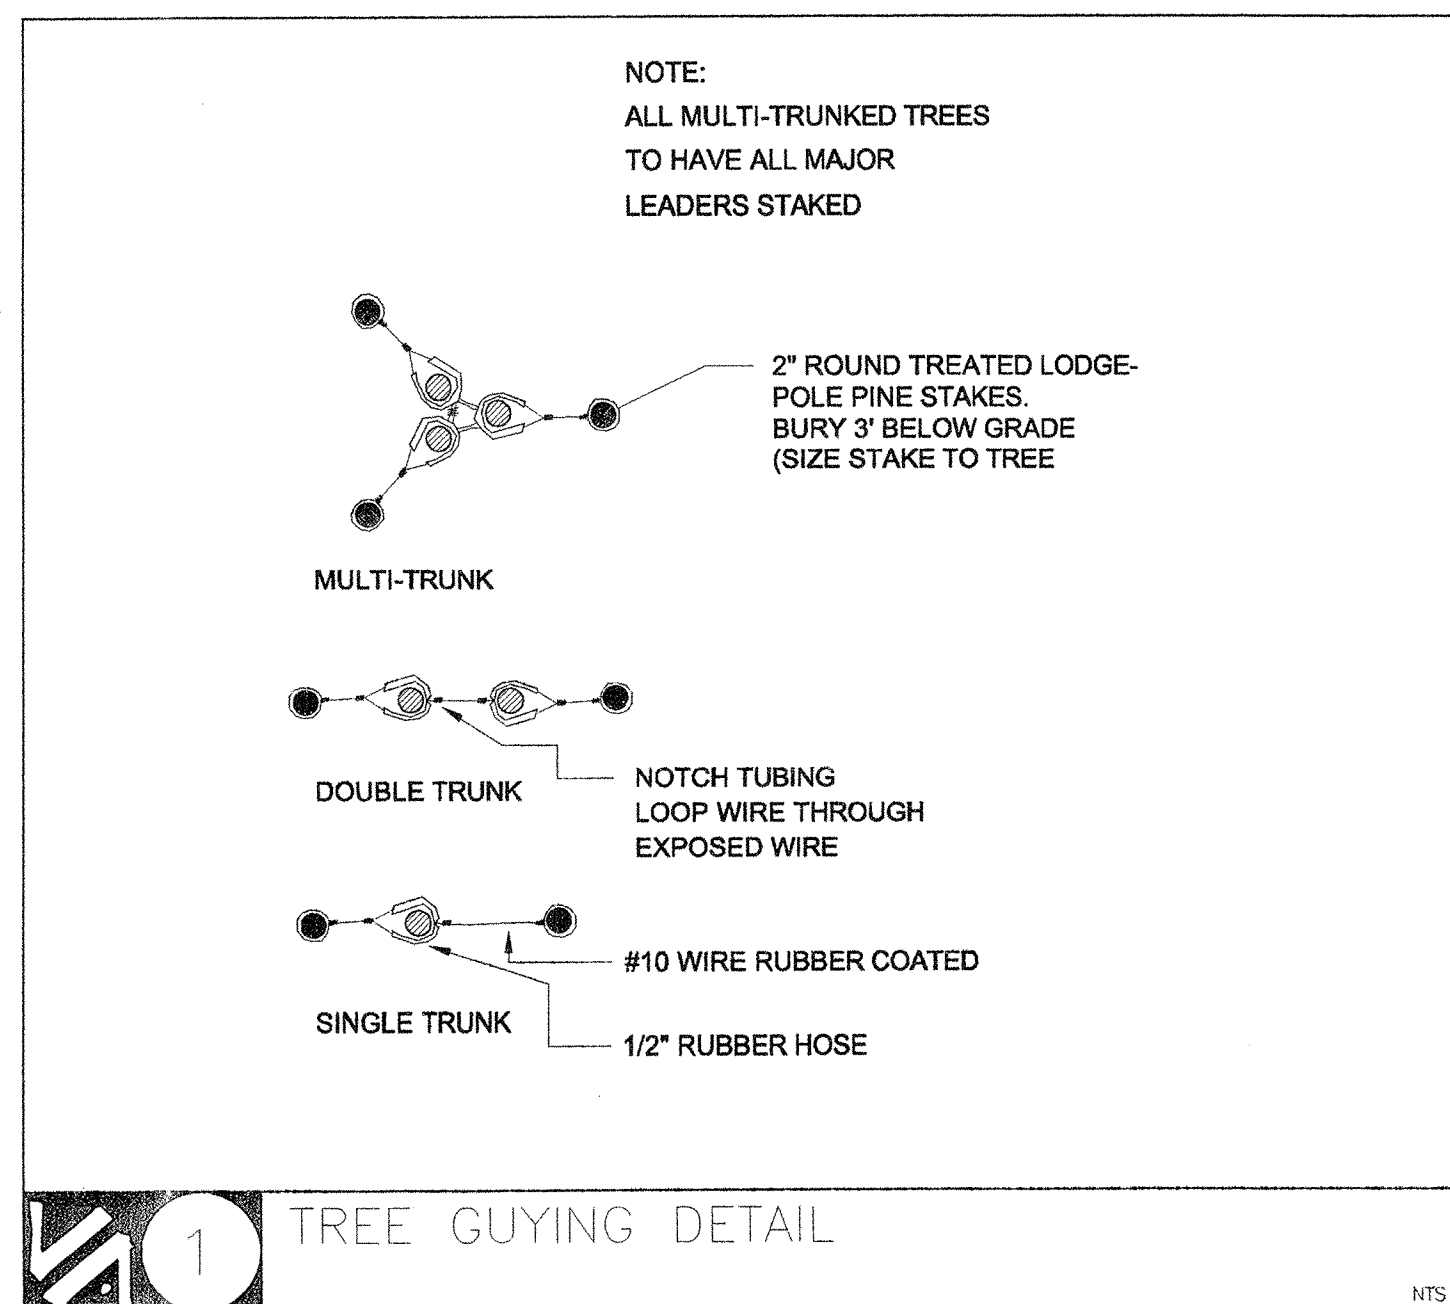 NOTE:
ALL MULTI-TRUNKED TREES
TO HAVE ALL MAJOR
LEADERS STAKED
2" ROUND TREATED LODGE-
POLE PINE STAKES.
BURY 3' BELOW GRADE
(SIZE STAKE TO TREE
MULTI-TRUNK
DOUBLE TRUNK
NOTCH TUBING
LOOP WIRE THROUGH
EXPOSED WIRE
#10 WIRE RUBBER COATED
SINGLE TRUNK
1/2" RUBBER HOSE
1
TREE GUYING DETAIL
NTS